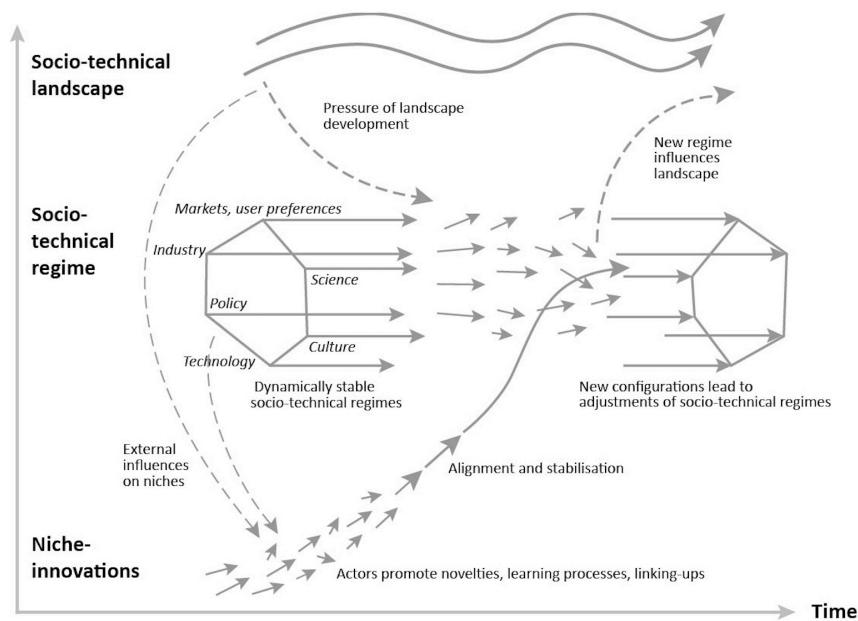 Socio-technical
landscape
Pressure of landscape
development
New regime
influences
landscape
Socio-
technical
regime
Markets, user preferences
Industry
Science
Policy
Culture
Technology
Dynamically stable
socio-technical regimes
New configurations lead to
adjustments of socio-technical regimes
External
influences
on niches
Alignment and stabilisation
Niche-
innovations
Actors promote novelties, learning processes, linking-ups
Time